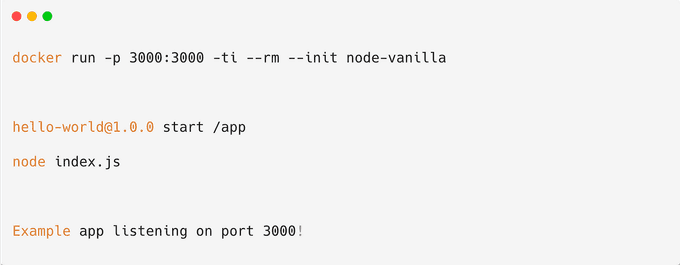 docker run -p 3000:3000 -ti --rm --init node-vanilla
hello-world@1.0.0 start /app
node index.js
Example app listening on port 3000!